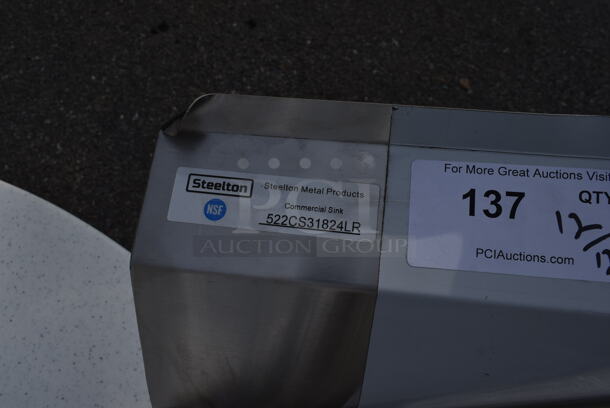 Steelton
Steelton Metal Products
NSF
Commercial Sink
522CS31824LR
PCI
AUCTION GROUP
For More Great Auctions Visit
137
QTY
12/
PCIAuctions.com